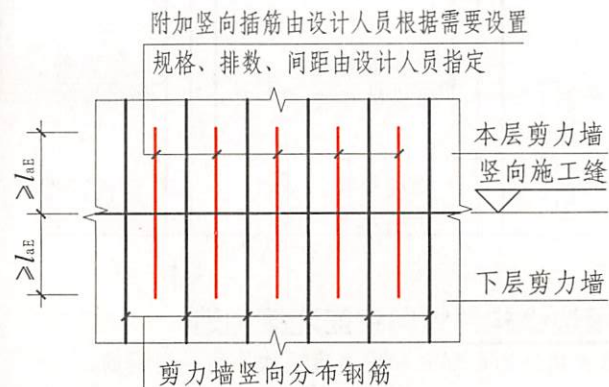 附加竖向插筋由设计人员根据需要设置
规格、排数、间距由设计人员指定
本层剪力墙
竖向施工缝
≥laE
≥laE
下层剪力墙
剪力墙竖向分布钢筋